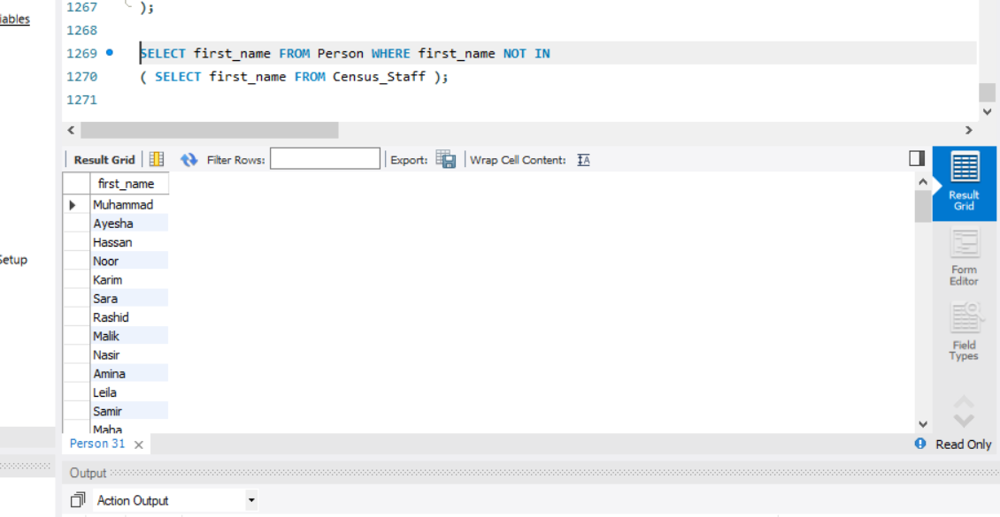 iables
1267 );
1268
1269 SELECT first_name FROM Person WHERE first_name NOT IN
1270 ( SELECT first_name FROM Census_Staff );
1271
Result Grid Filter Rows: Export: Wrap Cell Content: IA
first_name
Muhammad
Ayesha
Hassan
Noor
Karim
Sara
Rashid
Malik
Nasir
Amina
Leila
Samir
Maha
Setup
Result
Grid
Form
Editor
Field
Types
Person 31
Read Only
Output
Action Output